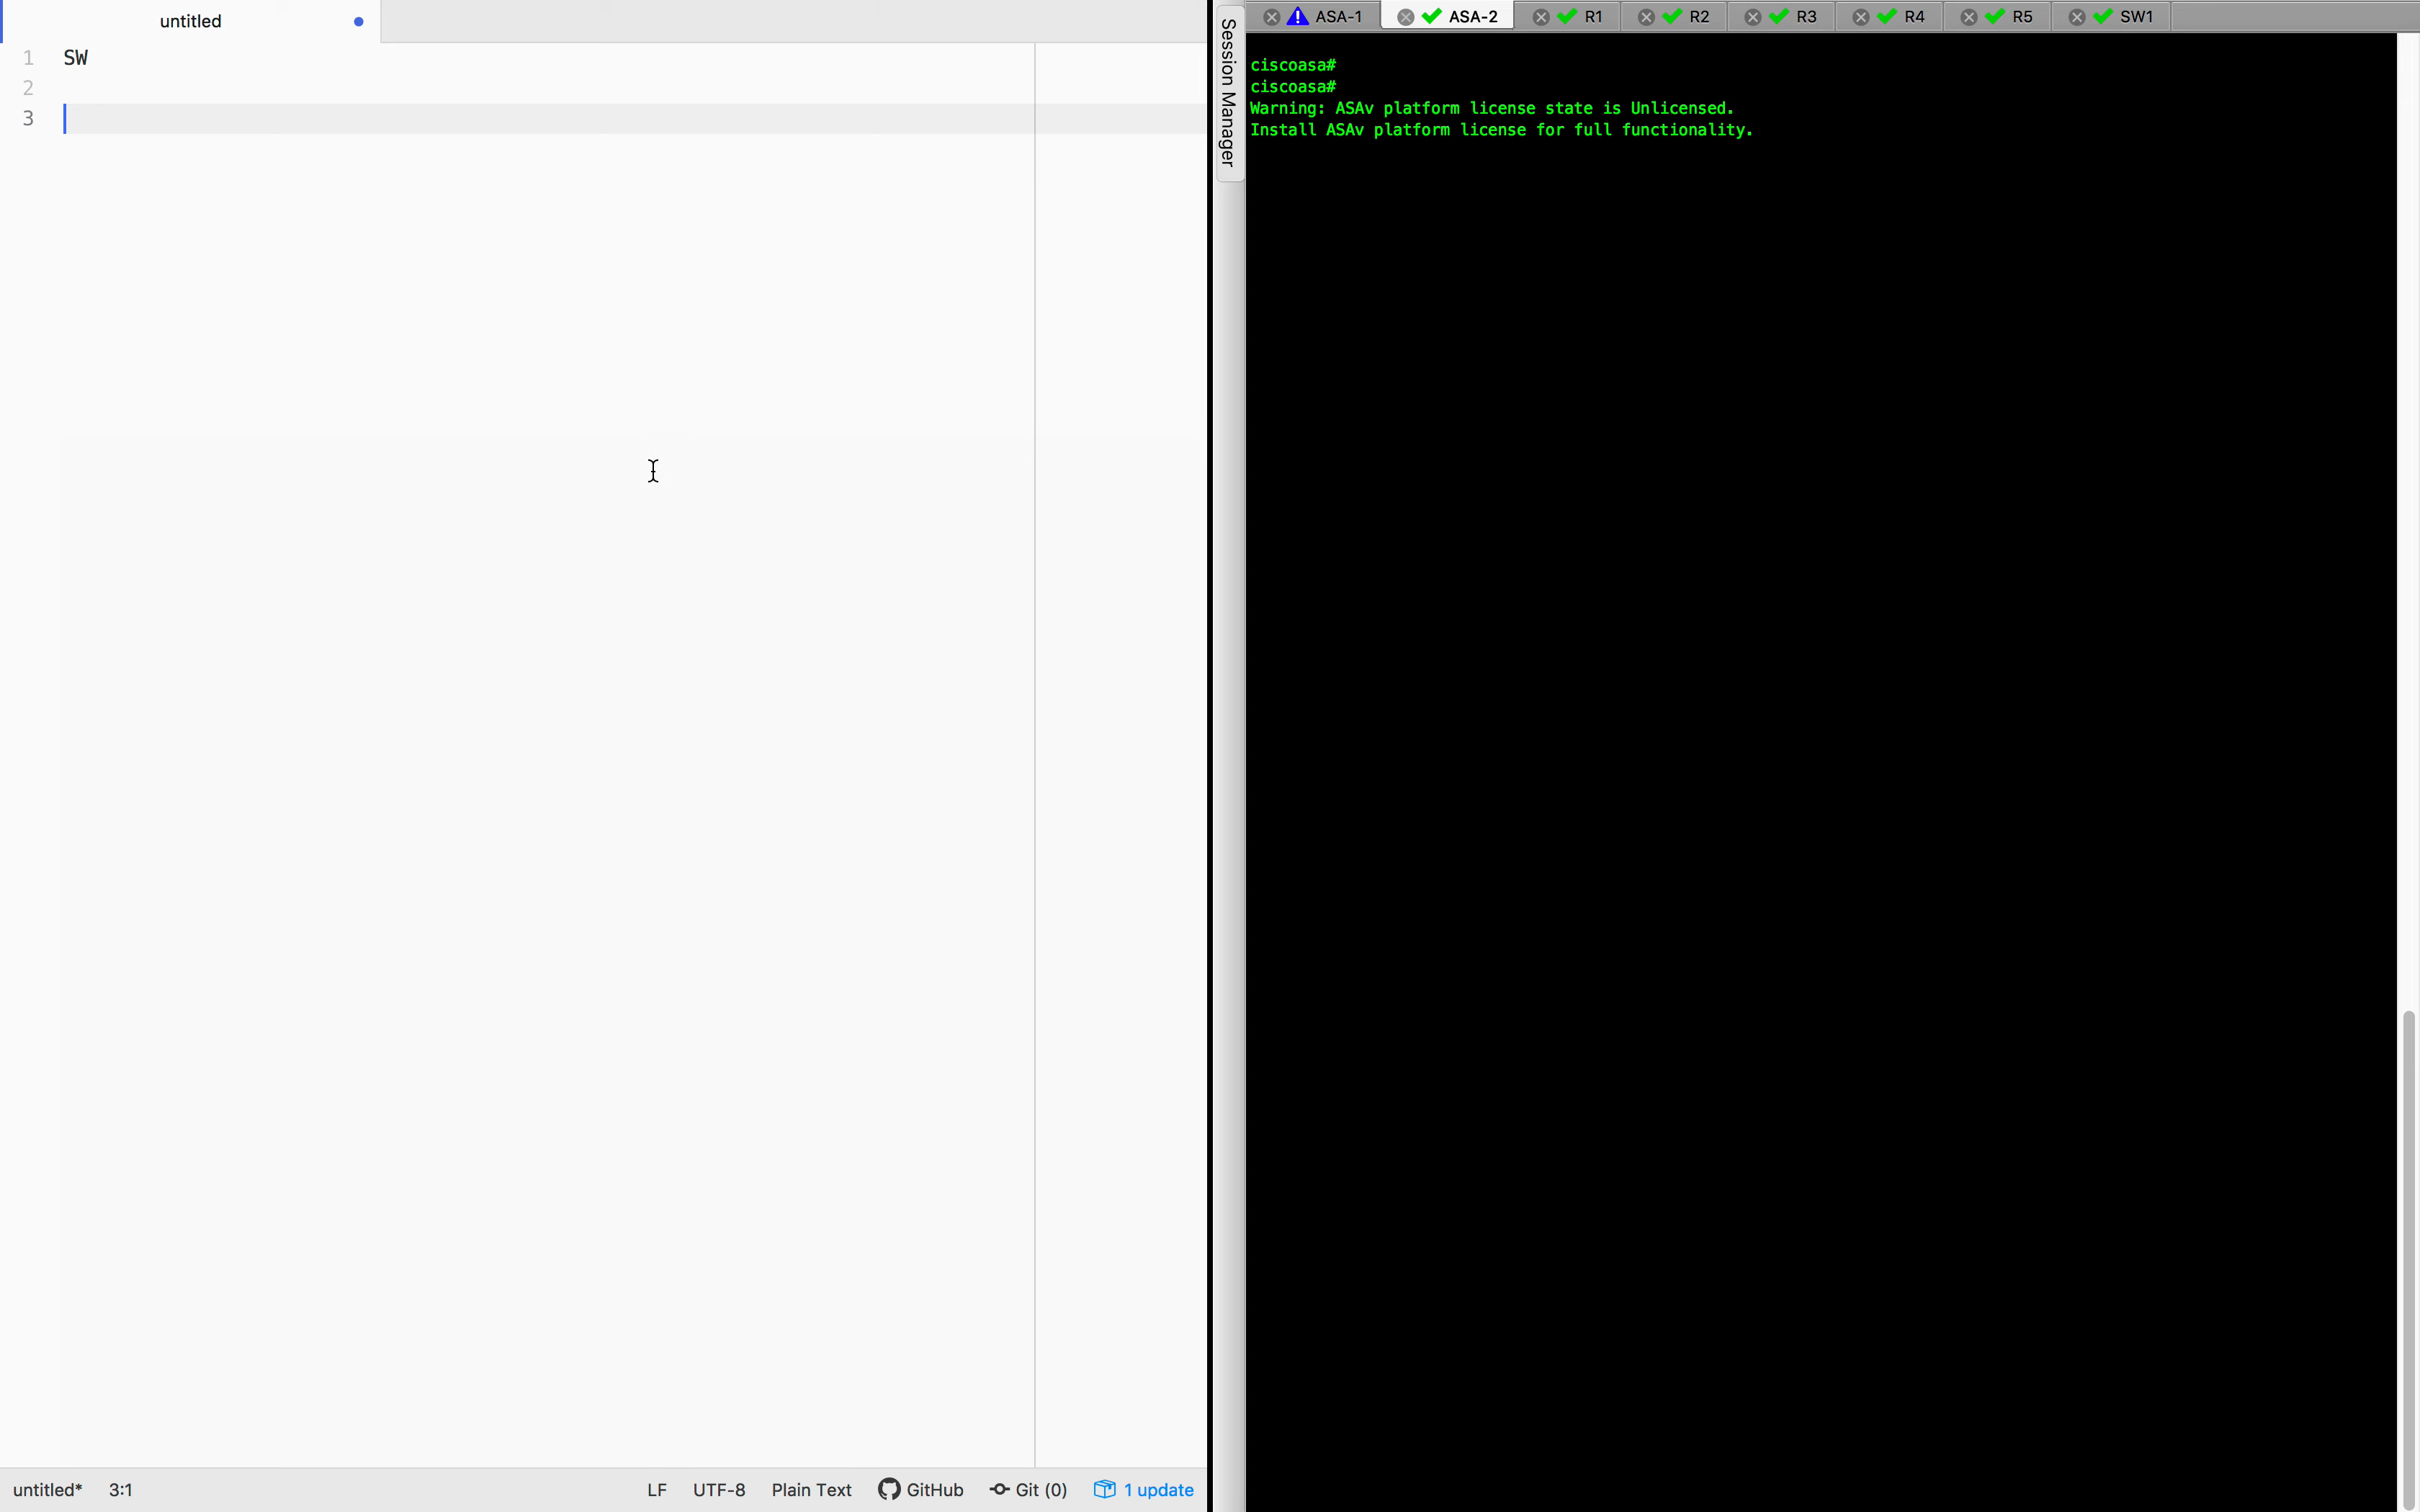 untitled
1 SW
2
3
untitled* 3:1 LF UTF-8 Plain Text GitHub Git (0) 1 update
Session Manager
ASA-1 ASA-2 R1 R2 R3 R4 R5 SW1
ciscoasa#
ciscoasa#
Warning: ASAv platform license state is Unlicensed.
Install ASAv platform license for full functionality.